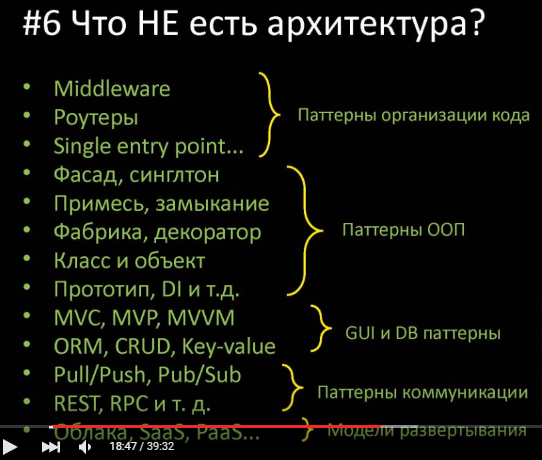 #6 Что НЕ есть архитектура?
• Middleware
• Роутеры
• Single entry point...
Паттерны организации кода
• Фасад, синглтон
• Примесь, замыкание
• Фабрика, декоратор
• Класс и объект
• Прототип, DI и т.д.
Паттерны ООП
• MVC, MVP, MVVM
• ORM, CRUD, Key-value
GUI и DB паттерны
• Pull/Push, Pub/Sub
• REST, RPC и т. д.
Паттерны коммуникации
• Облака, SaaS, PaaS...
Модели развертывания
18:47 / 39:32